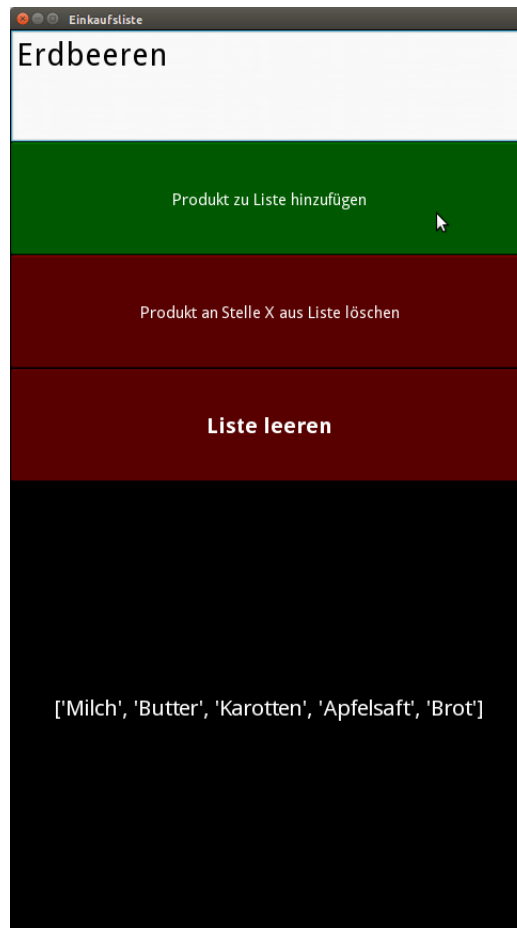 Einkaufsliste
Erdbeeren
Produkt zu Liste hinzufügen
Produkt an Stelle X aus Liste löschen
Liste leeren
['Milch', 'Butter', 'Karotten', 'Apfelsaft', 'Brot']